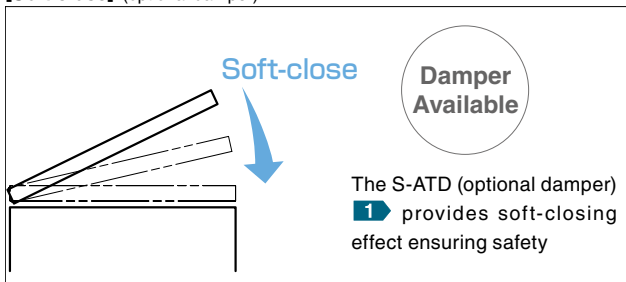 Soft-close
Damper
Available
The S-ATD (optional damper)
1 provides soft-closing
effect ensuring safety